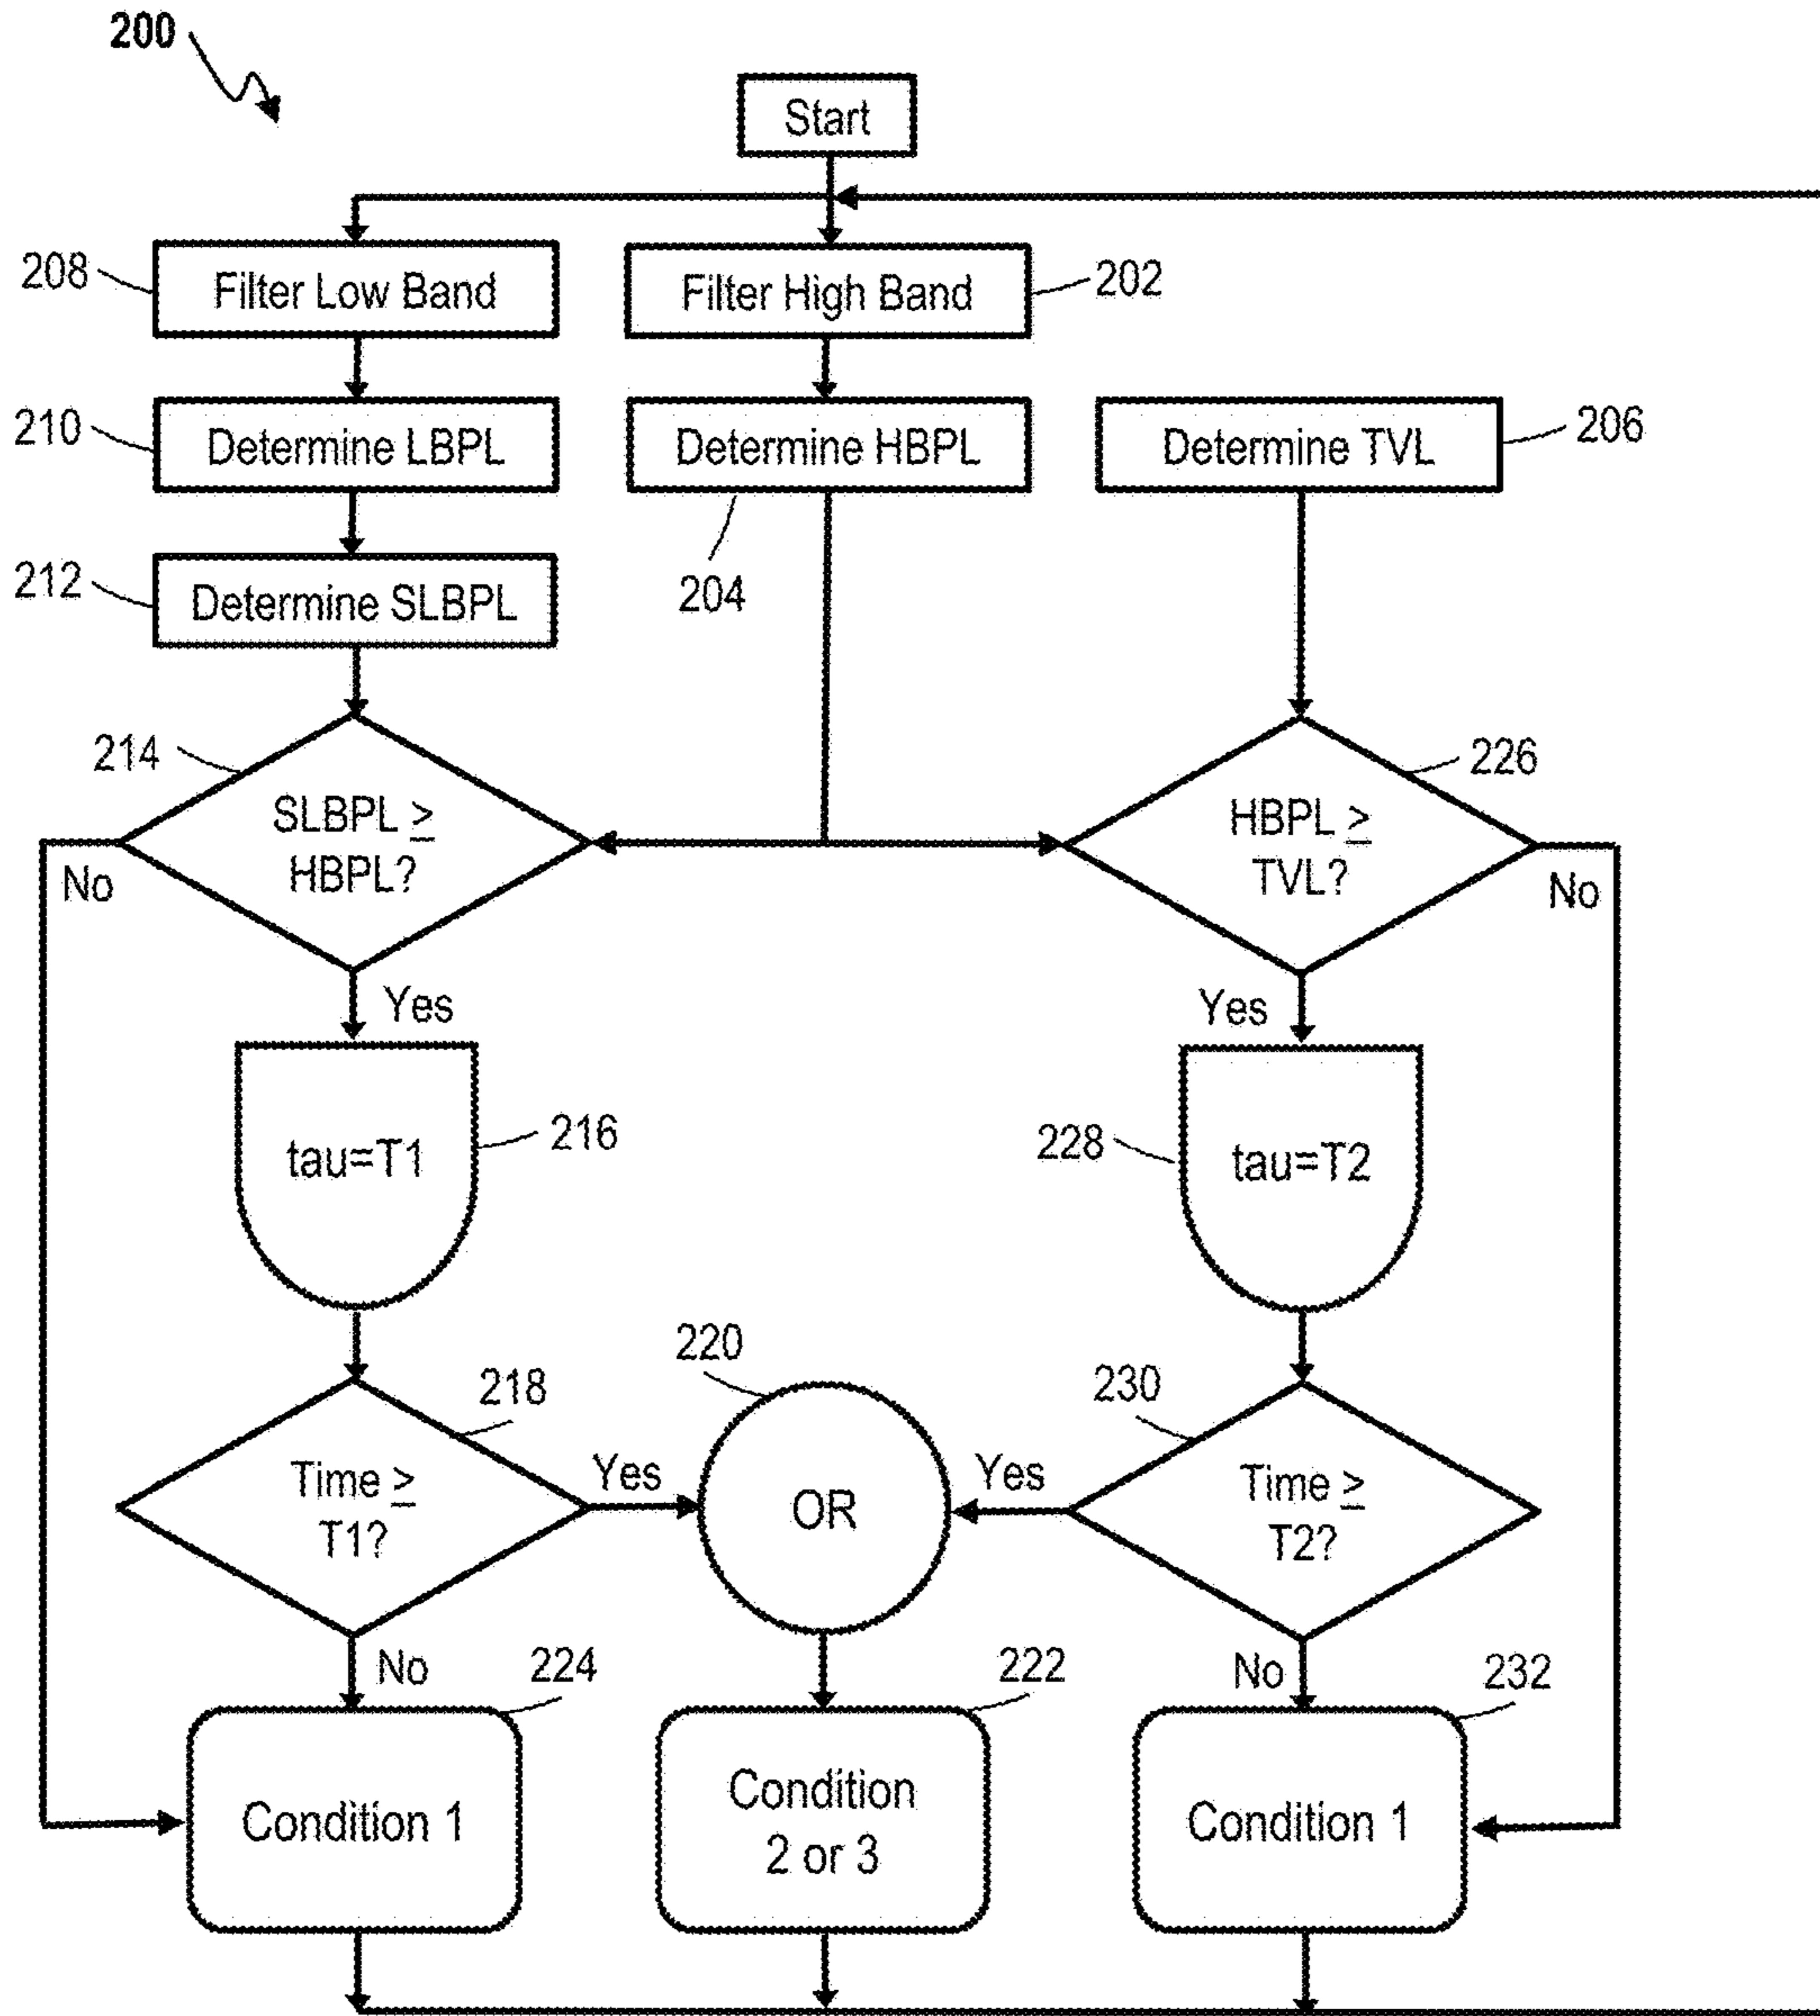 200
Start
208
Filter Low Band
Filter High Band
202
210
Determine LBPL
Determine HBPL
Determine TVL
206
212
Determine SLBPL
204
214
SLBPL ≥
HBPL?
226
HBPL ≥
TVL?
No
No
Yes
Yes
tau=T1
216
228
tau=T2
220
218
Time ≥
T1?
Yes
OR
Yes
230
Time ≥
T2?
No
224
222
No
232
Condition 1
Condition
2 or 3
Condition 1